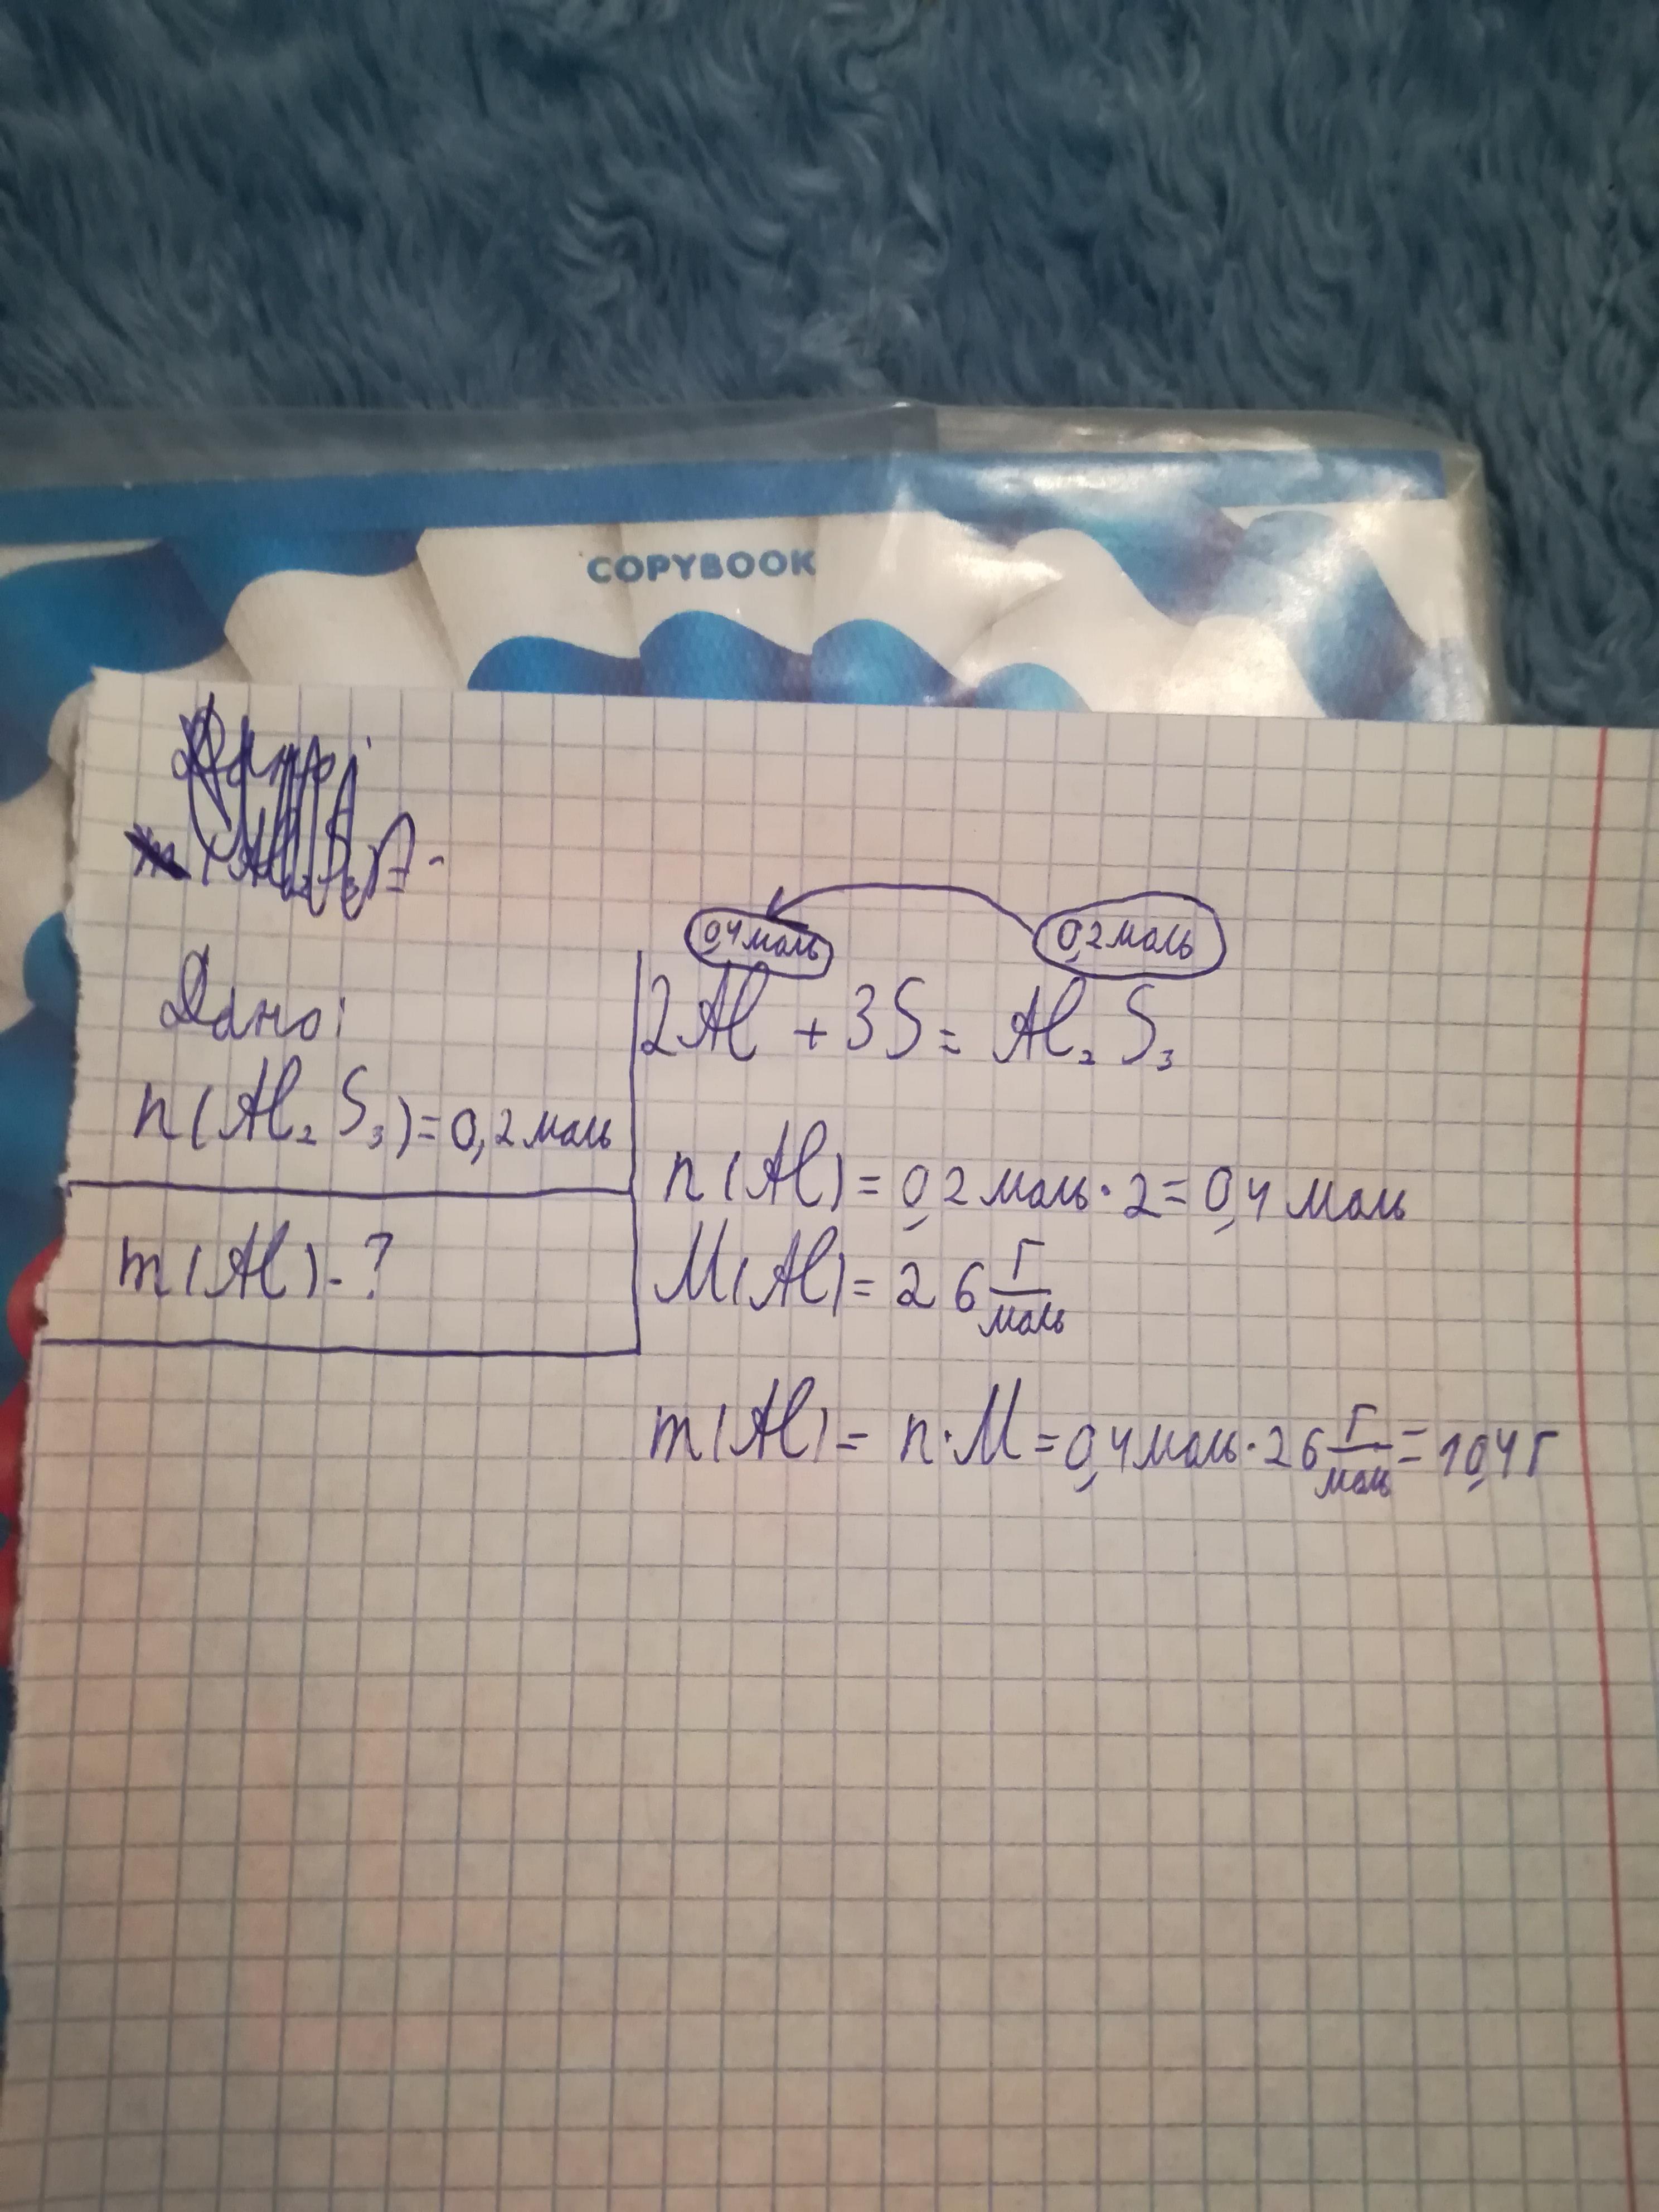 COPYBOOK
0,4 моль
0,2 моль
Дано:
2Al + 3S = Al₂S₃
n(Al₂S₃)=0,2 моль
n(Al)= 0,2 моль·2=0,4 моль
m(Al)-?
M(Al)= 26 г/моль
m(Al)= n·M=0,4 моль·26 г/моль=10,4 г